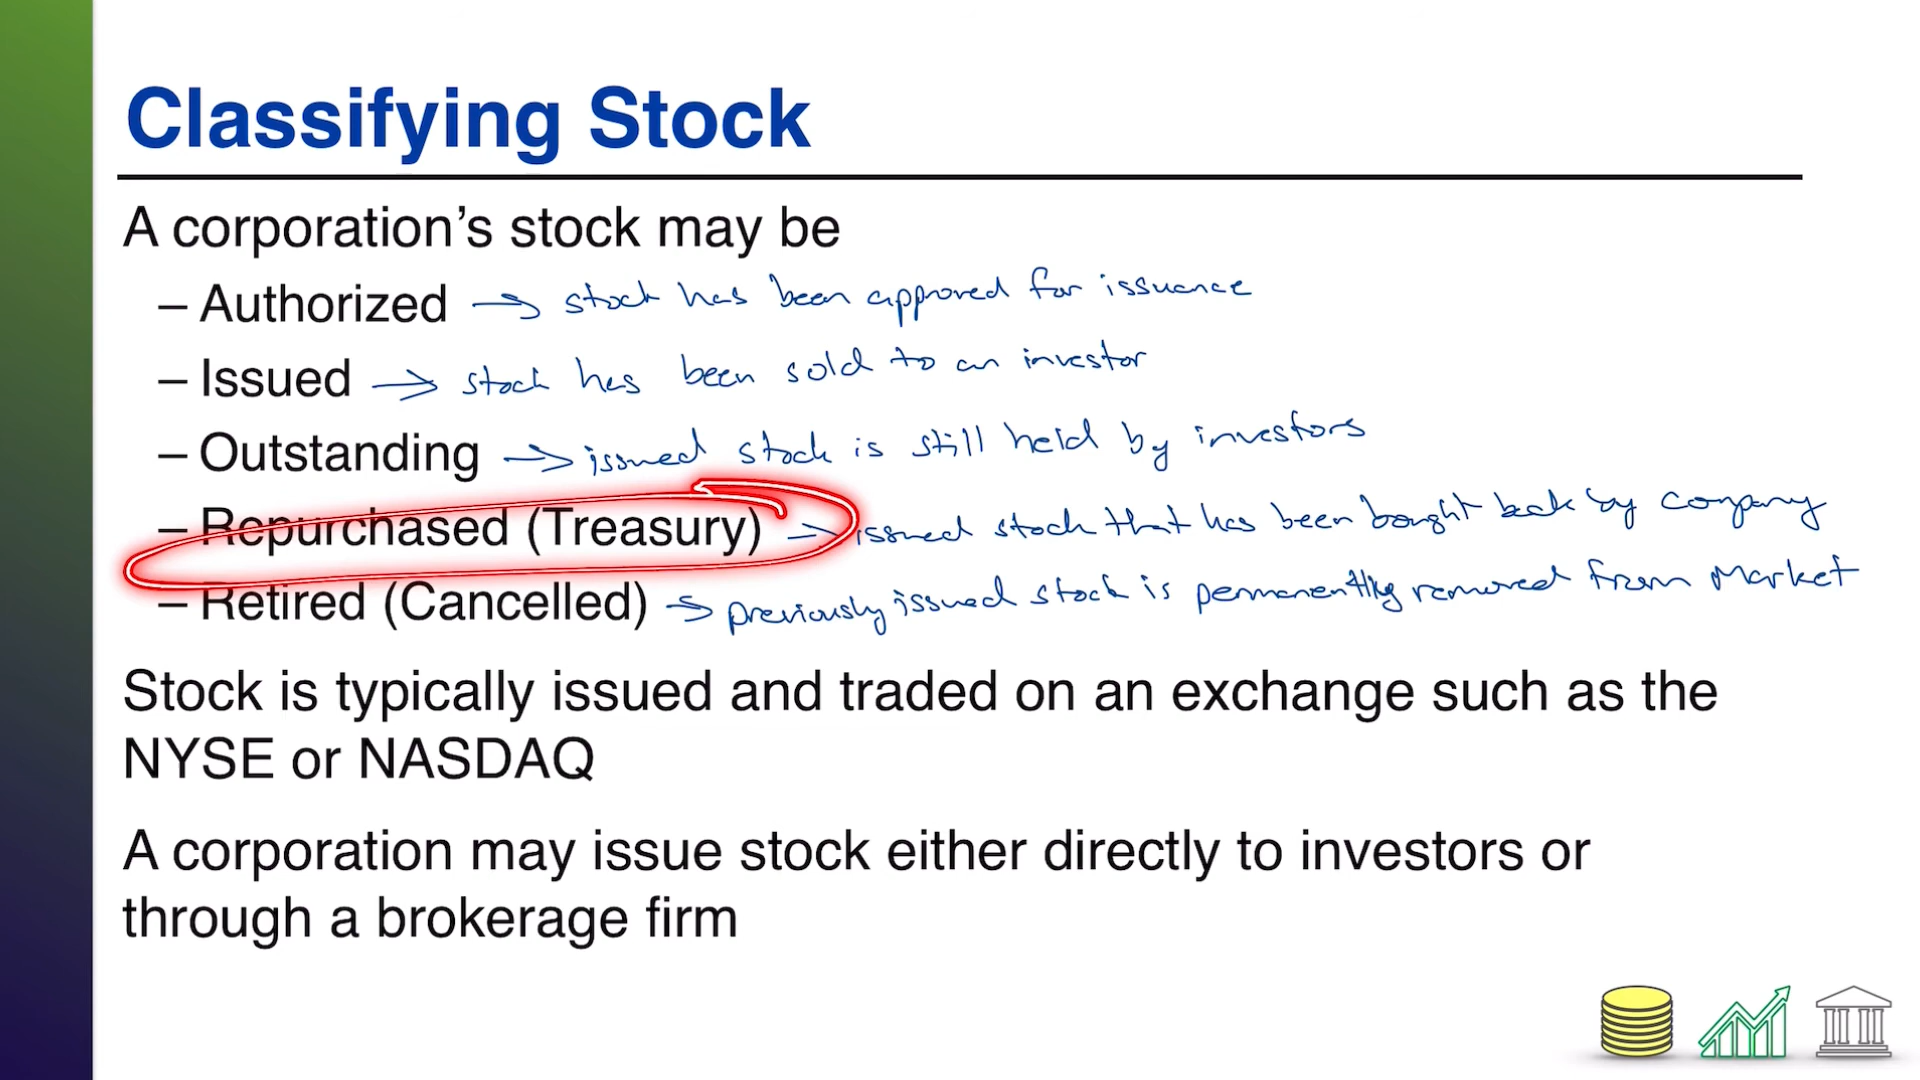 Classifying Stock
A corporation's stock may be
– Authorized → stock has been approved for issuance
– Issued → stock has been sold to an investor
– Outstanding → issued stock is still held by investors
– Repurchased (Treasury) → issued stock that has been bought back by company
– Retired (Cancelled) → previously issued stock is permanently removed from market
Stock is typically issued and traded on an exchange such as the
NYSE or NASDAQ
A corporation may issue stock either directly to investors or
through a brokerage firm